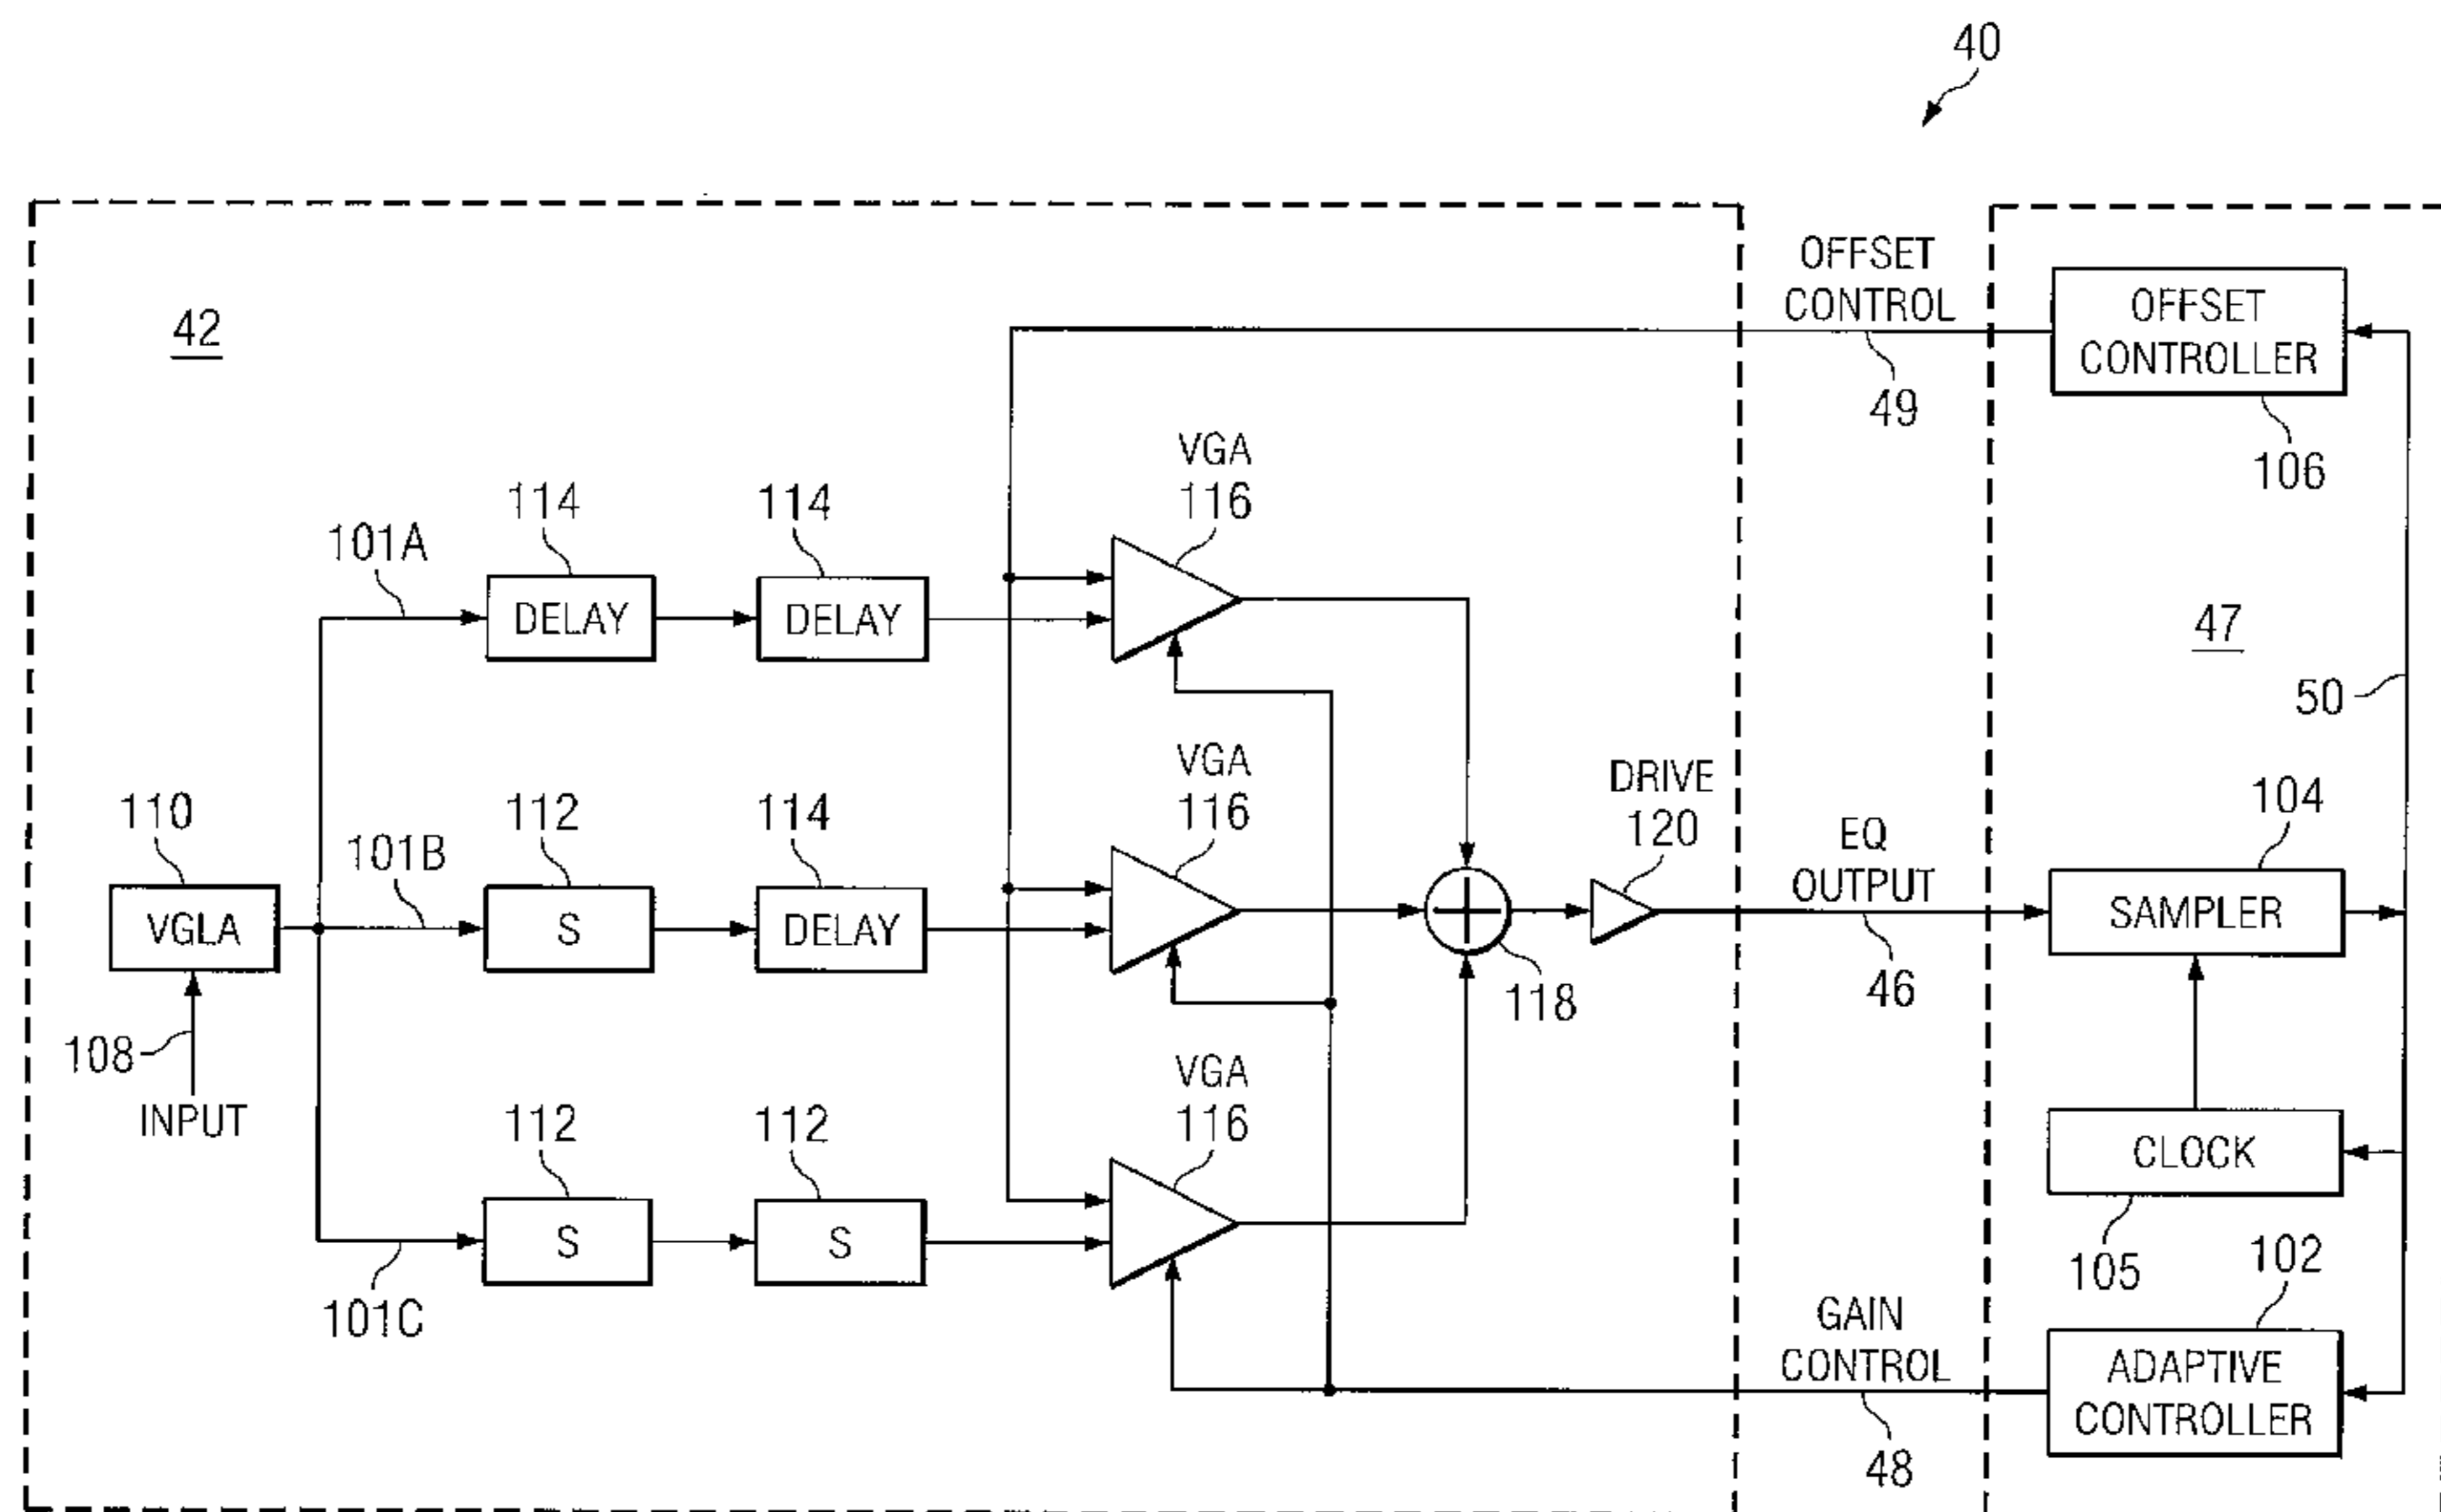 40
42
OFFSET
CONTROL
49
OFFSET
CONTROLLER
106
47
50
VGA
116
114
114
101A
DELAY
DELAY
VGA
116
110
112
114
101B
VGLA
S
DELAY
108
INPUT
118
DRIVE
120
EQ
OUTPUT
46
104
SAMPLER
CLOCK
105
VGA
116
112
112
S
S
101C
GAIN
CONTROL
48
102
ADAPTIVE
CONTROLLER